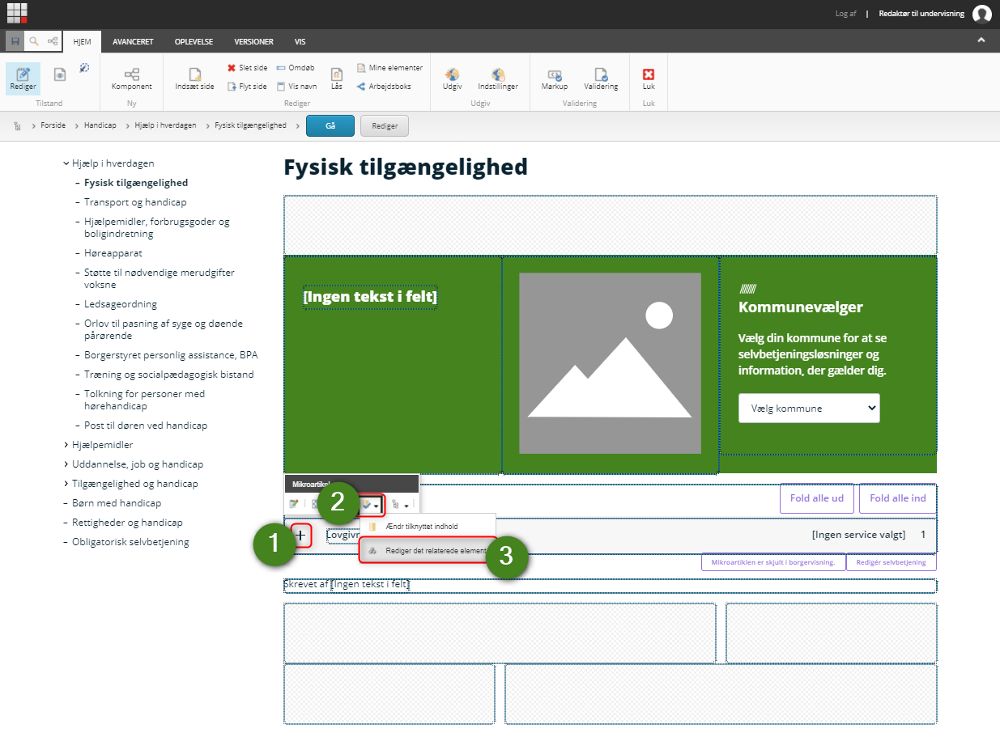 Log af | Redaktør til undervisning
HJEM AVANCERET OPLEVELSE VERSIONER VIS
Rediger
Tilstand
Komponent
Ny
Indsæt side
Slet side
Flyt side
Omdøb
Vis navn
Lås
Mine elementer
Arbejdsboks
Rediger
Udgiv
Indstillinger
Udgiv
Markup
Validering
Validering
Luk
Luk
Forside Handicap Hjælp i hverdagen Fysisk tilgængelighed Gå Rediger
Hjælp i hverdagen
– Fysisk tilgængelighed
– Transport og handicap
– Hjælpemidler, forbrugsgoder og
boligindretning
– Høreapparat
– Støtte til nødvendige merudgifter
voksne
– Ledsageordning
– Orlov til pasning af syge og døende
pårørende
– Borgerstyret personlig assistance, BPA
– Træning og socialpædagogisk bistand
– Tolkning for personer med
hørehandicap
– Post til døren ved handicap
Hjælpemidler
Uddannelse, job og handicap
Tilgængelighed og handicap
– Børn med handicap
– Rettigheder og handicap
– Obligatorisk selvbetjening
Fysisk tilgængelighed
[Ingen tekst i felt]
Kommunevælger
Vælg din kommune for at se
selvbetjeningsløsninger og
information, der gælder dig.
Vælg kommune
Mikroartikel
Fold alle ud Fold alle ind
2
Ændr tilknyttet indhold
1
+ Lovgivn [Ingen service valgt] 1
Rediger det relaterede element
3
Mikroartiklen er skjult i borgervisning. Redigér selvbetjening
Skrevet af [Ingen tekst i felt]